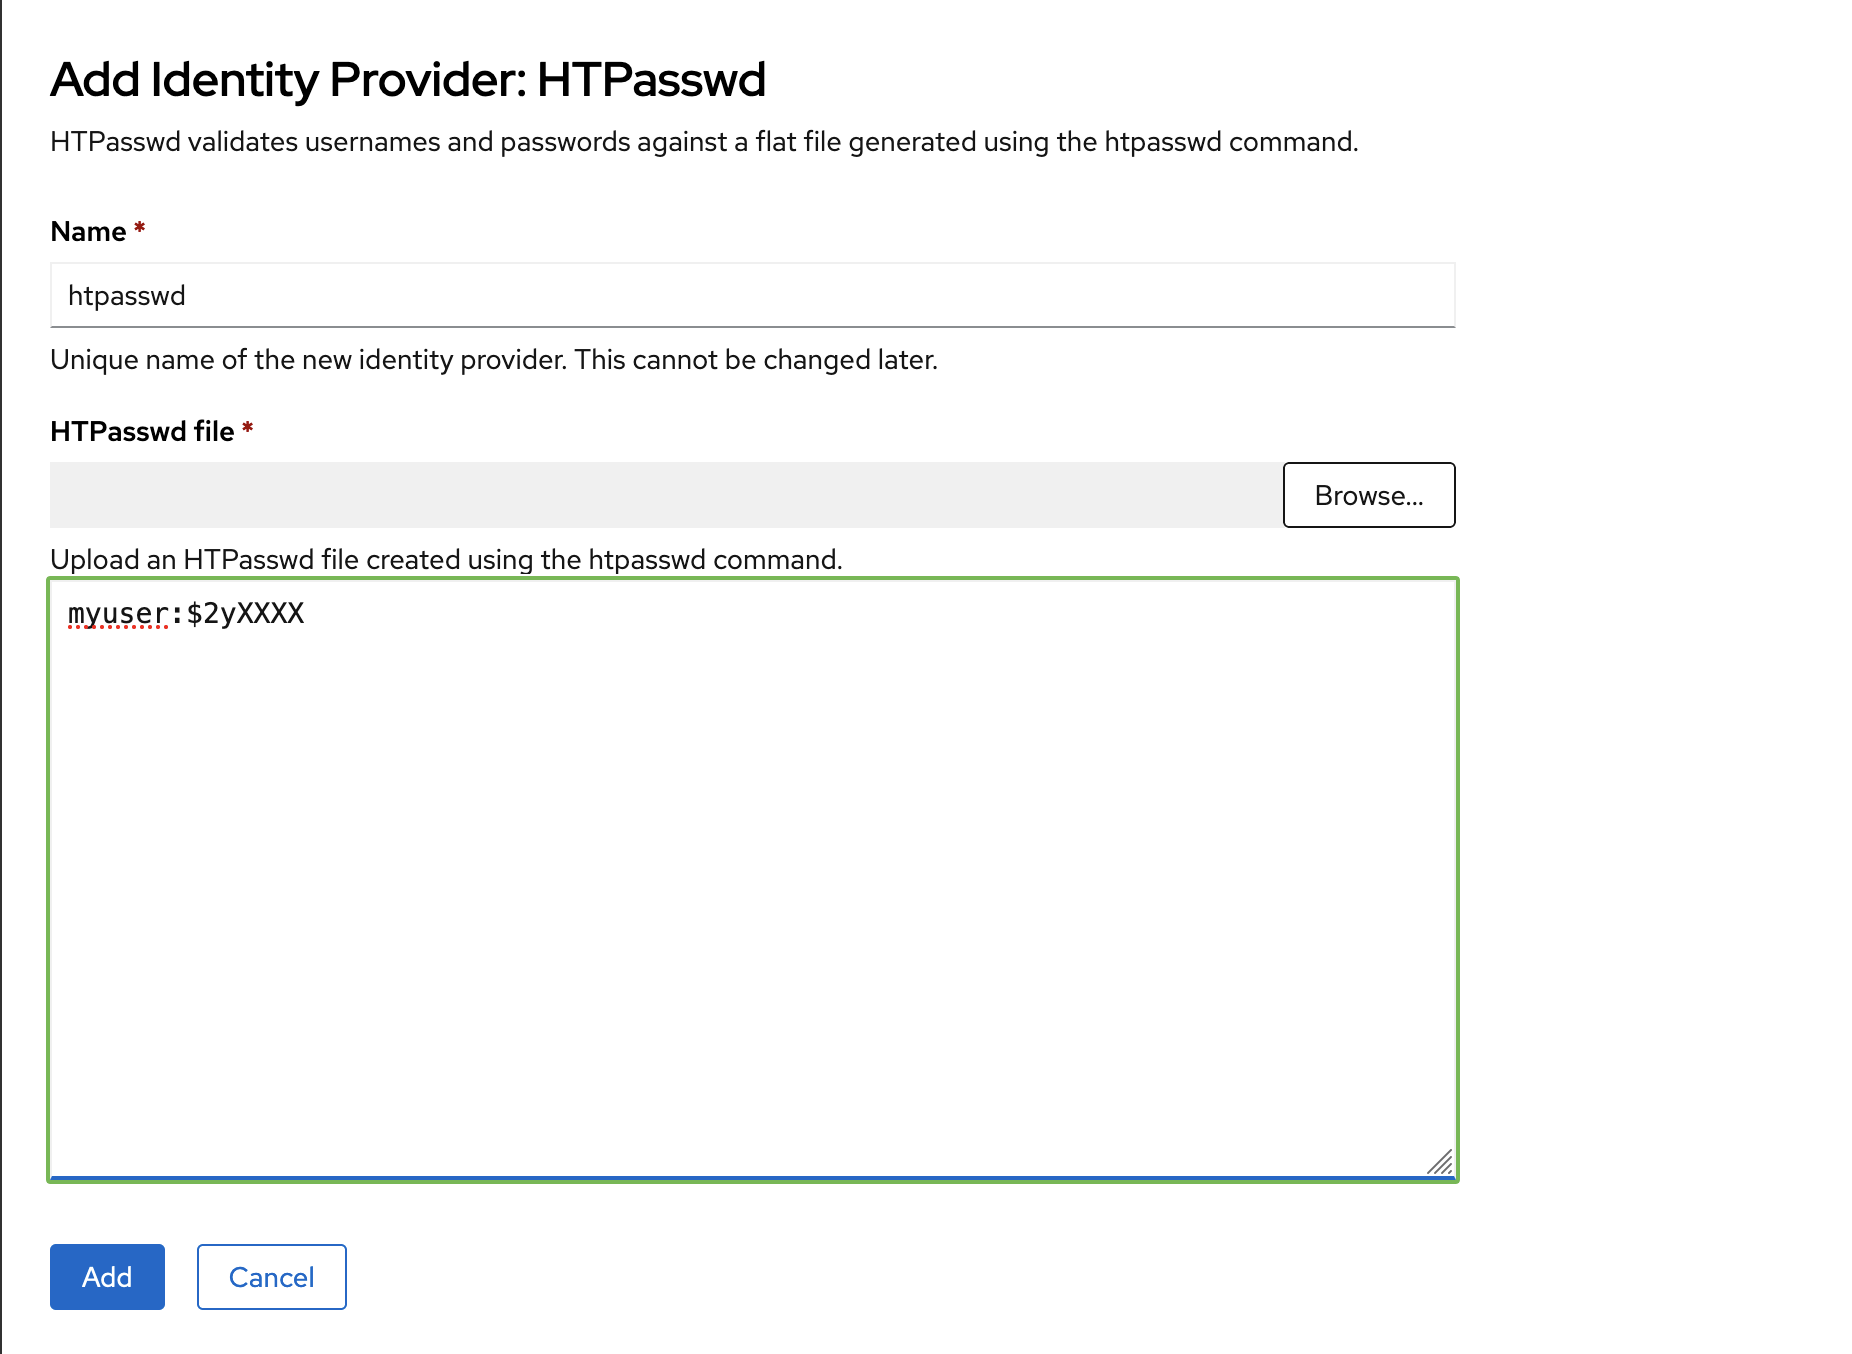 Add Identity Provider: HTPasswd
HTPasswd validates usernames and passwords against a flat file generated using the htpasswd command.
Name *
htpasswd
Unique name of the new identity provider. This cannot be changed later.
HTPasswd file *
Browse...
Upload an HTPasswd file created using the htpasswd command.
myuser:$2yXXXX
Add
Cancel